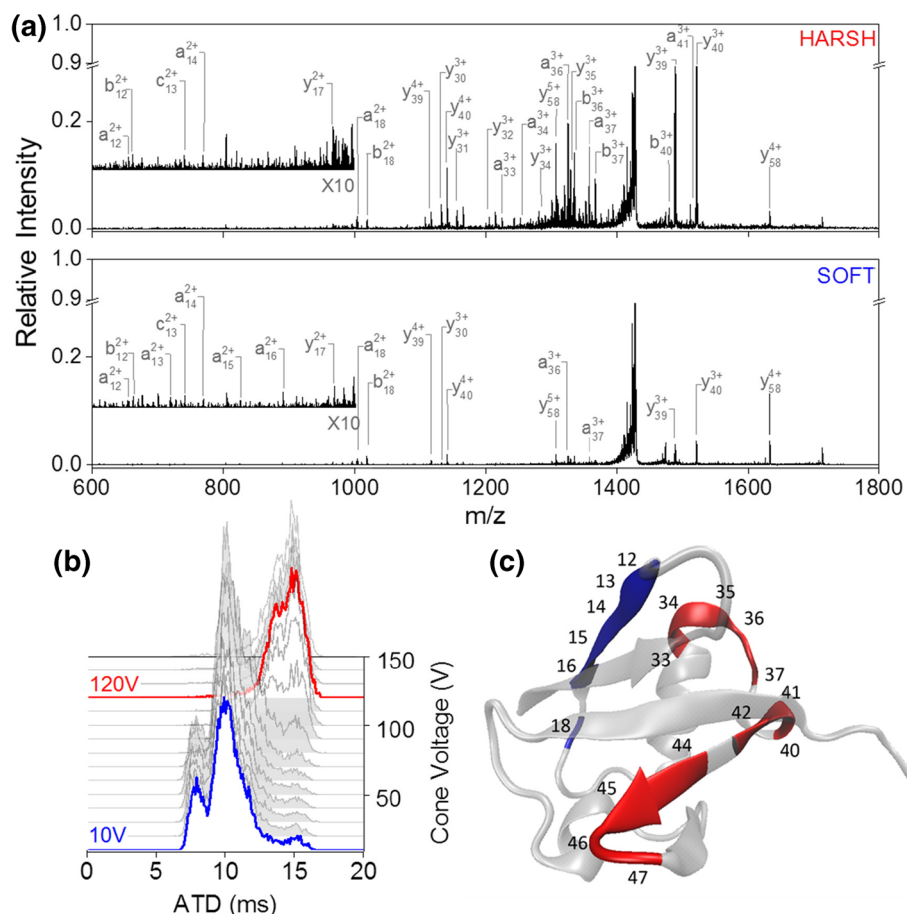 (a)
Relative Intensity
1.0
0.9
0.2
0.0
HARSH
a12 2+
b12 2+
c13 2+
a14 2+
y17 2+
X10
a18 2+
b18 2+
y39 4+
y30 3+
y40 4+
y31 3+
y32 3+
a33 3+
a34 3+
y34 3+
y58 5+
a36 3+
y35 3+
b36 3+
a37 3+
b37 3+
b40 3+
y39 3+
a41 3+
y40 3+
y58 4+
600 800 1000 1200 1400 1600 1800
1.0
0.9
0.2
0.0
SOFT
a12 2+
b12 2+
a13 2+
c13 2+
a14 2+
a15 2+
a16 2+
y17 2+
X10
a18 2+
b18 2+
y39 4+
y30 3+
y40 4+
y58 5+
a36 3+
a37 3+
y39 3+
y40 3+
y58 4+
600 800 1000 1200 1400 1600 1800
m/z
(b)
120V
10V
150
100
50
Cone Voltage (V)
0 5 10 15 20
ATD (ms)
(c)
12
13
14
15
16
18
33
34
35
36
37
41
42
40
44
45
46
47